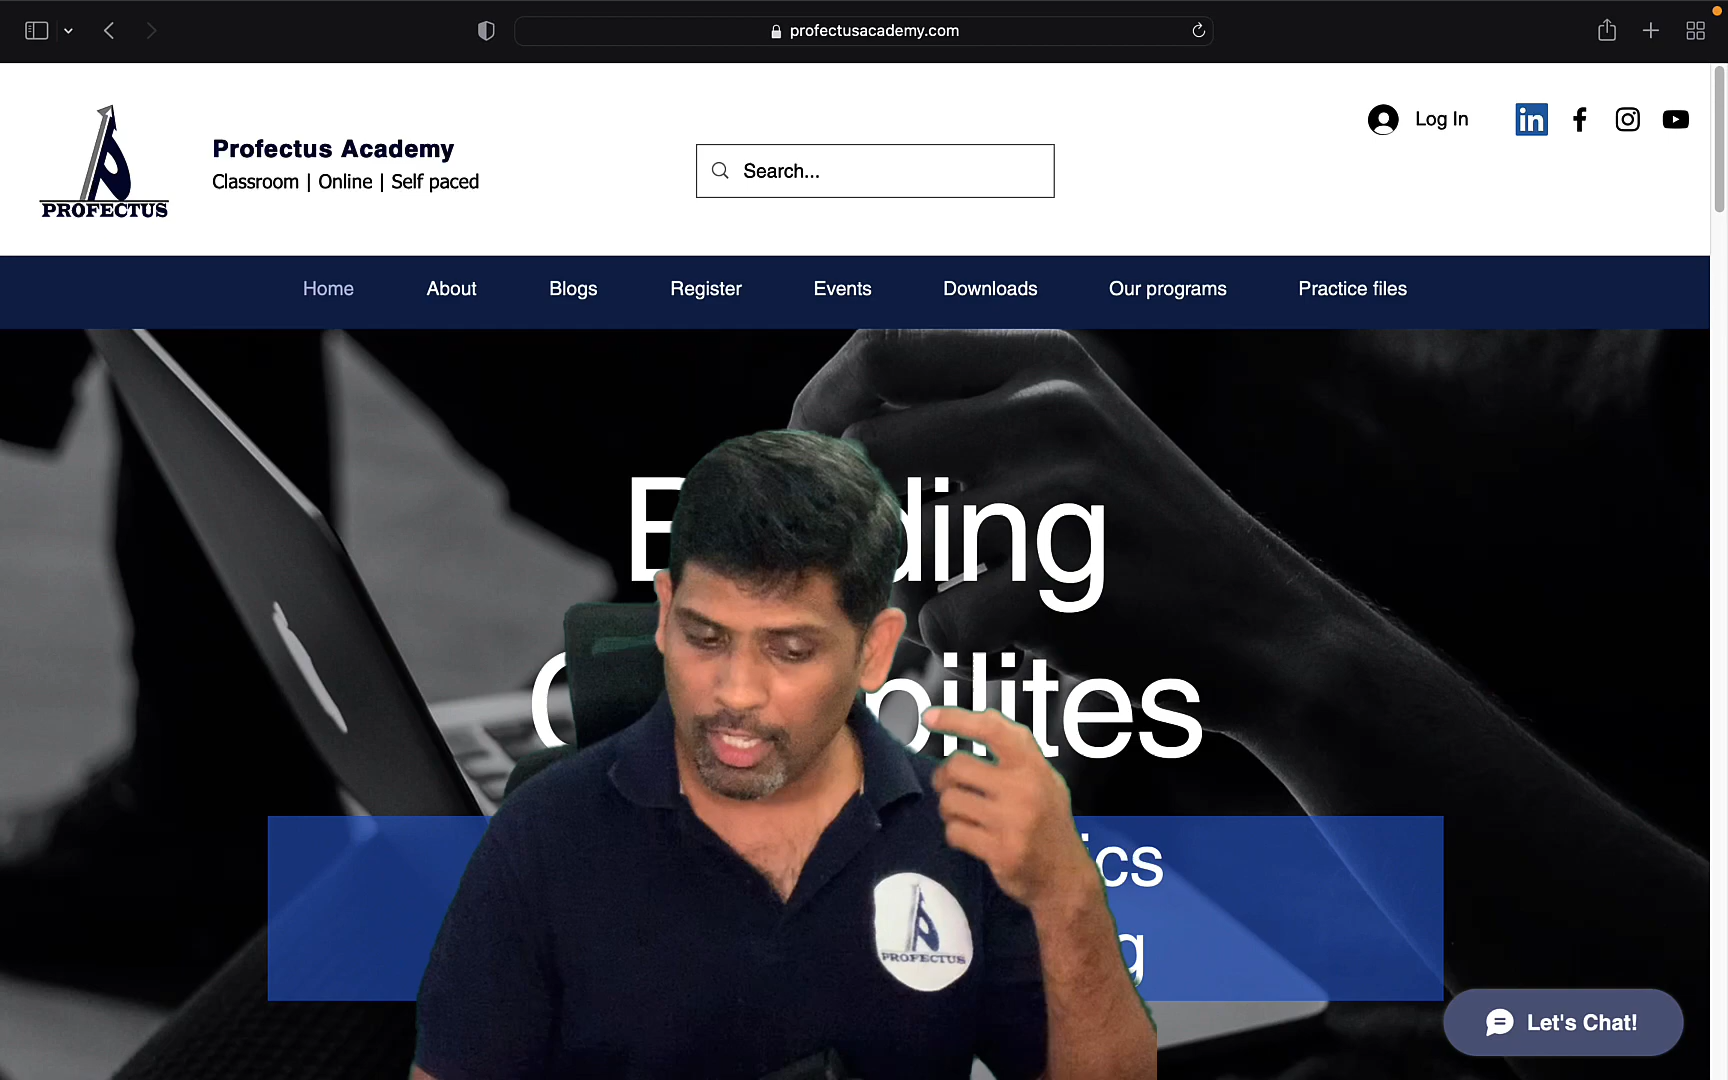 profectusacademy.com
Profectus Academy
Classroom | Online | Self paced
PROFECTUS
Search...
Log In
in
Home
About
Blogs
Register
Events
Downloads
Our programs
Practice files
PROFECTUS
Let's Chat!